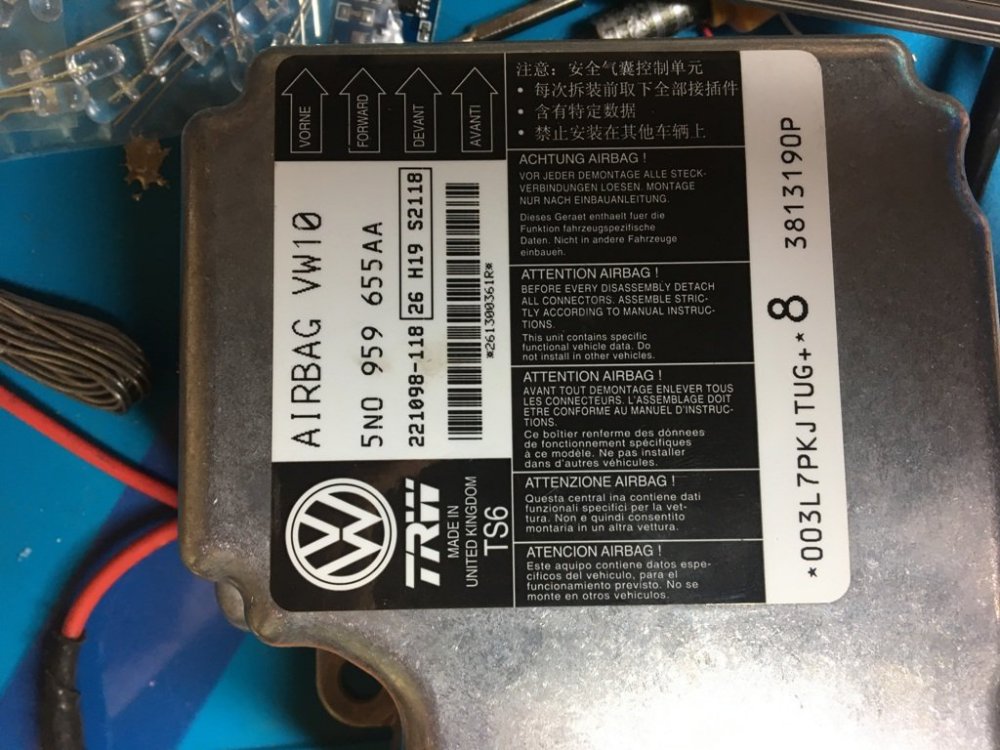 VORNE
FORWARD
DEVANT
AVANTI
AIRBAG VW10
5N0 959 655AA
221098-118 26 H19 S2118
*261300361R*
VW
TRW
MADE IN
UNITED KINGDOM
TS6
注意：安全气囊控制单元
• 每次拆装前取下全部接插件
• 含有特定数据
• 禁止安装在其他车辆上
ACHTUNG AIRBAG !
VOR JEDER DEMONTAGE ALLE STECK-
VERBINDUNGEN LOESEN. MONTAGE
NUR NACH EINBAUANLEITUNG.
Dieses Geraet enthaelt fuer die
Funktion fahrzeugspezifische
Daten. Nicht in andere Fahrzeuge
einbauen.
ATTENTION AIRBAG !
BEFORE EVERY DISASSEMBLY DETACH
ALL CONNECTORS. ASSEMBLE STRIC-
TLY ACCORDING TO MANUAL INSTRUC-
TIONS.
This unit contains specific
functional vehicle data. Do
not install in other vehicles.
ATTENTION AIRBAG !
AVANT TOUT DEMONTAGE ENLEVER TOUS
LES CONNECTEURS. L'ASSEMBLAGE DOIT
ETRE CONFORME AU MANUEL D'INSTRUC-
TIONS.
Ce boîtier renferme des données
de fonctionnement spécifiques
à ce modèle. Ne pas installer
dans d'autres véhicules.
ATTENZIONE AIRBAG !
Questa central ina contiene dati
funzionali specifici per la vet-
tura. Non e quindi consentito
montaria in un altra vettura.
ATENCION AIRBAG !
Este aquipo contiene datos espe-
cificos del vehiculo, para el
funcionamiento previsto. No se
monte en otros vehiculos.
*003L7PKJTUG+* 8 3813190P